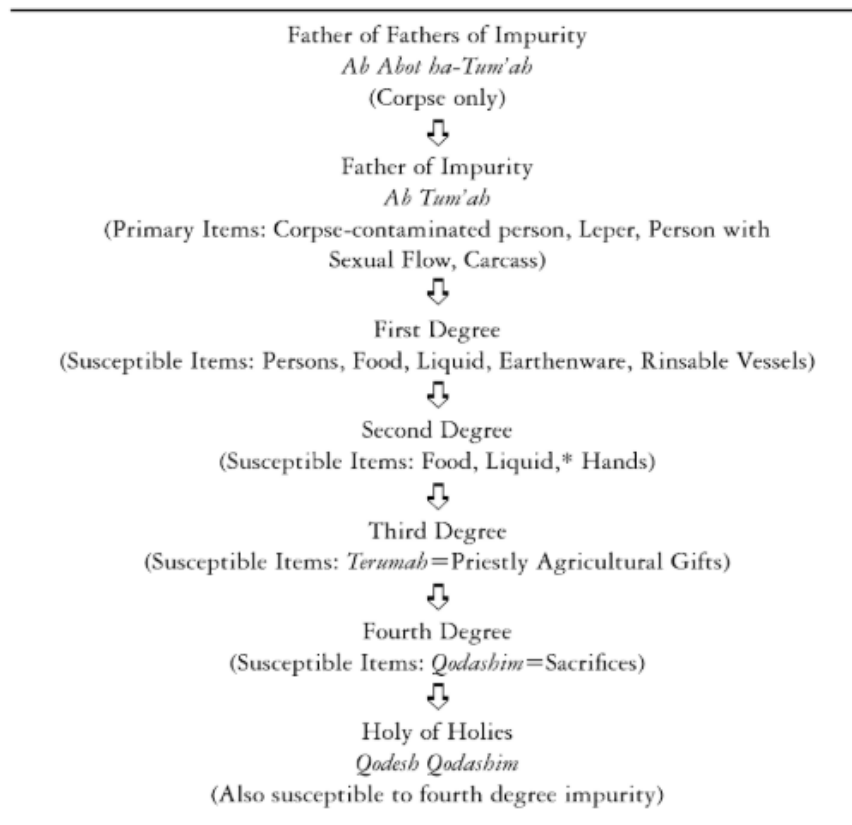 Father of Fathers of Impurity
Ab Abot ha-Tum'ah
(Corpse only)
Father of Impurity
Ab Tum'ah
(Primary Items: Corpse-contaminated person, Leper, Person with
Sexual Flow, Carcass)
First Degree
(Susceptible Items: Persons, Food, Liquid, Earthenware, Rinsable Vessels)
Second Degree
(Susceptible Items: Food, Liquid,* Hands)
Third Degree
(Susceptible Items: Terumah=Priestly Agricultural Gifts)
Fourth Degree
(Susceptible Items: Qodashim=Sacrifices)
Holy of Holies
Qodesh Qodashim
(Also susceptible to fourth degree impurity)